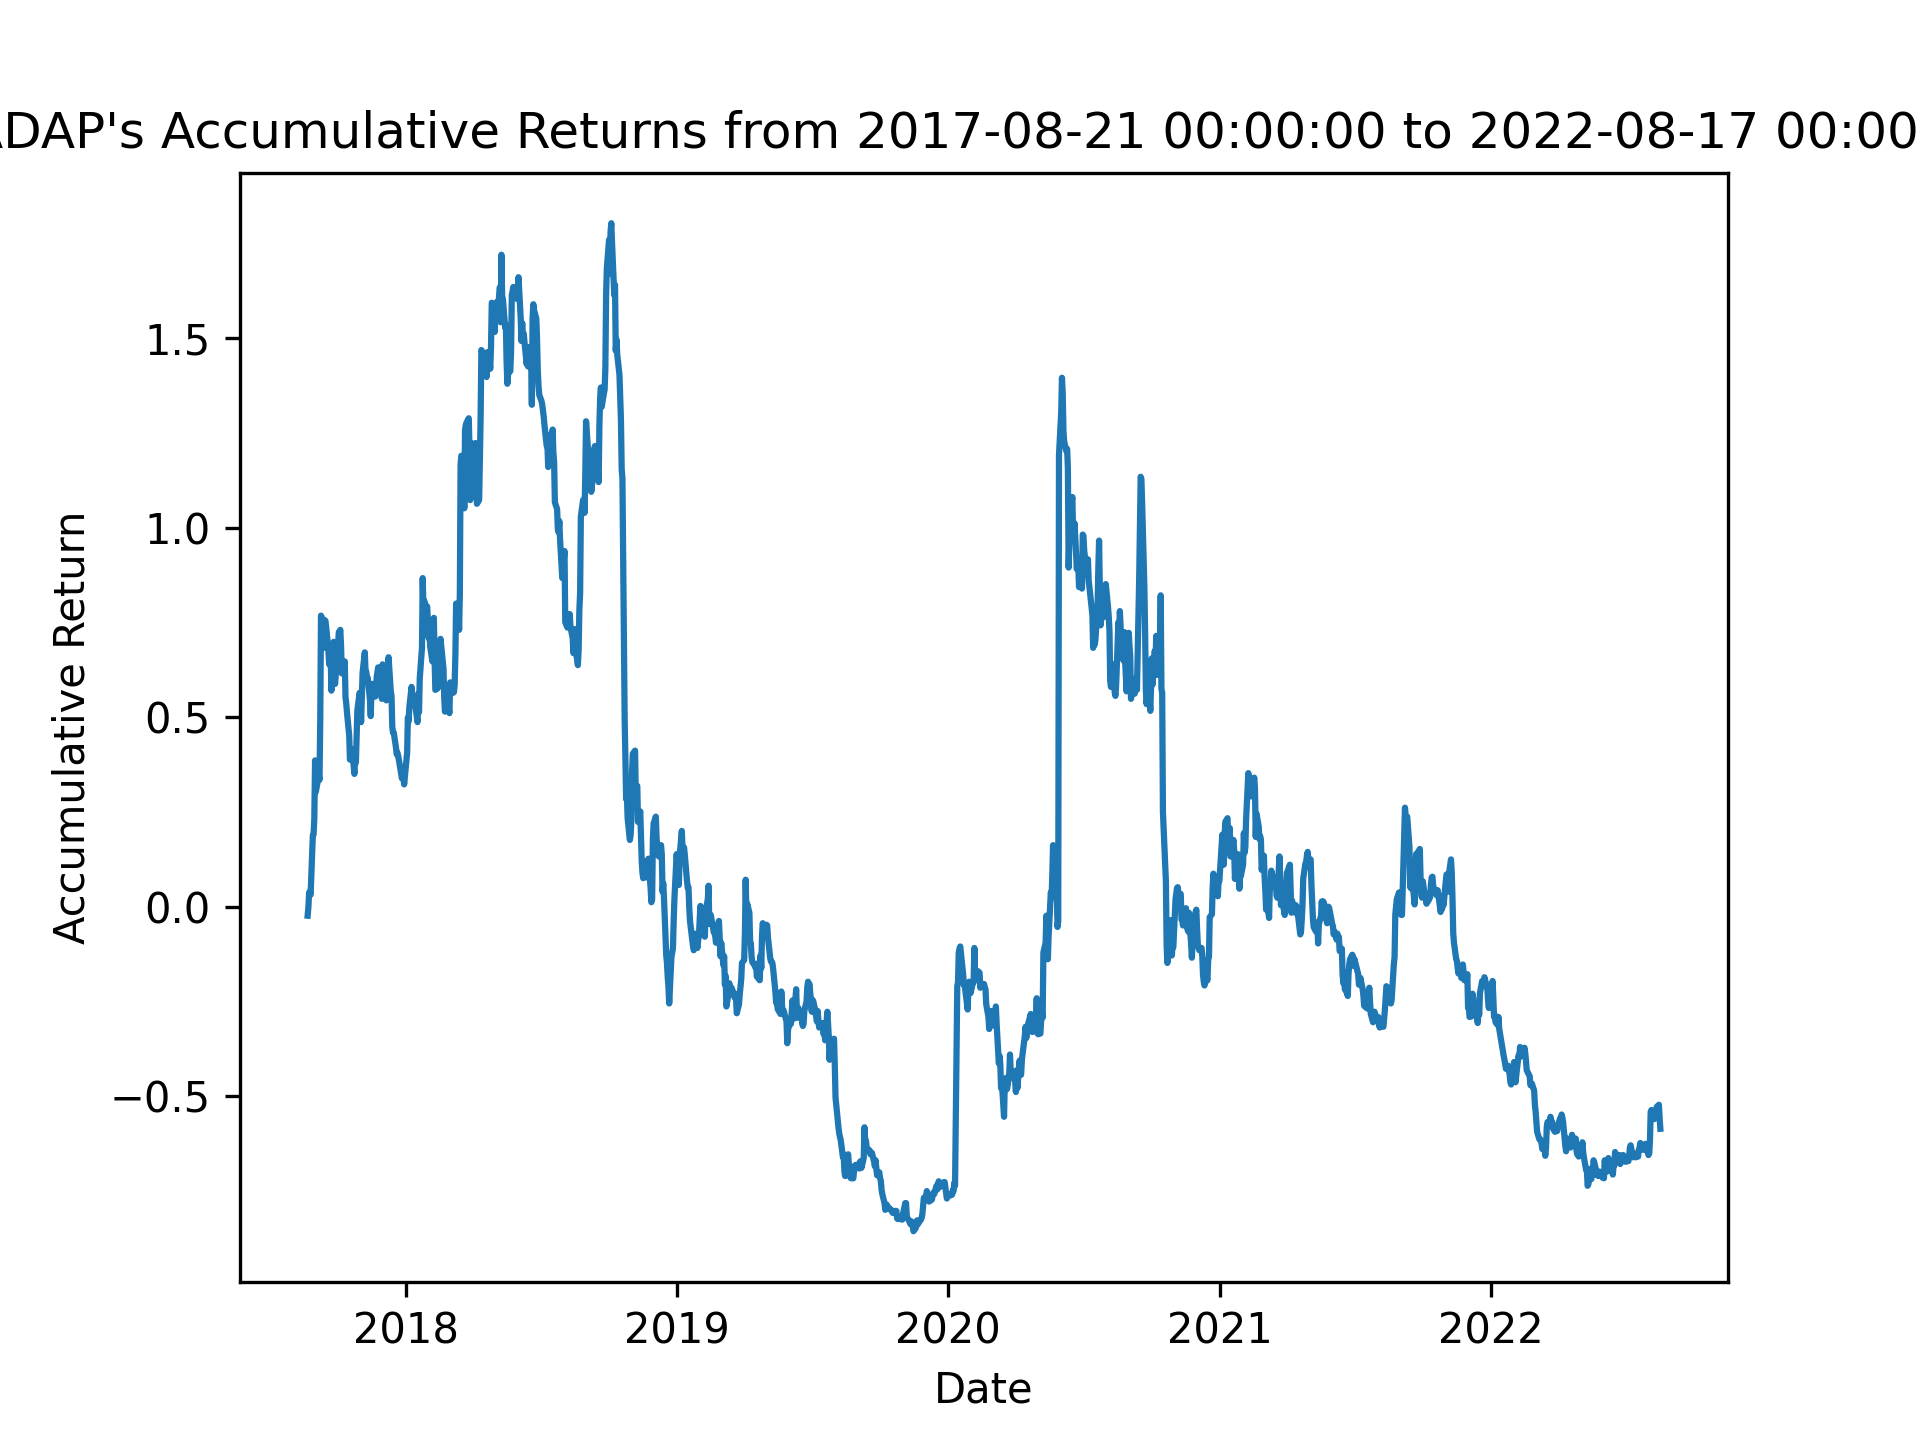 DAP's Accumulative Returns from 2017-08-21 00:00:00 to 2022-08-17 00:00
Accumulative Return
1.5
1.0
0.5
0.0
−0.5
2018 2019 2020 2021 2022
Date